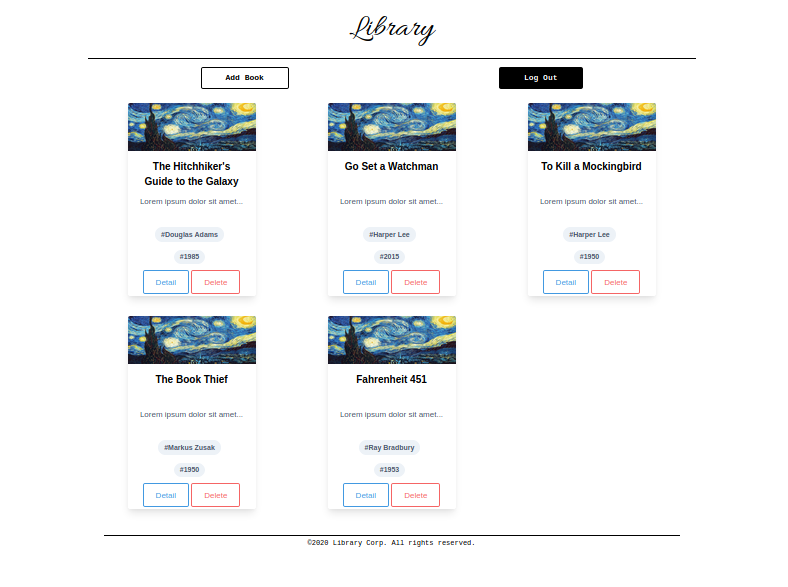 Library
Add Book
Log Out
The Hitchhiker's
Guide to the Galaxy
Lorem ipsum dolor sit amet...
#Douglas Adams
#1985
Detail
Delete
Go Set a Watchman
Lorem ipsum dolor sit amet...
#Harper Lee
#2015
Detail
Delete
To Kill a Mockingbird
Lorem ipsum dolor sit amet...
#Harper Lee
#1950
Detail
Delete
The Book Thief
Lorem ipsum dolor sit amet...
#Markus Zusak
#1950
Detail
Delete
Fahrenheit 451
Lorem ipsum dolor sit amet...
#Ray Bradbury
#1953
Detail
Delete
©2020 Library Corp. All rights reserved.